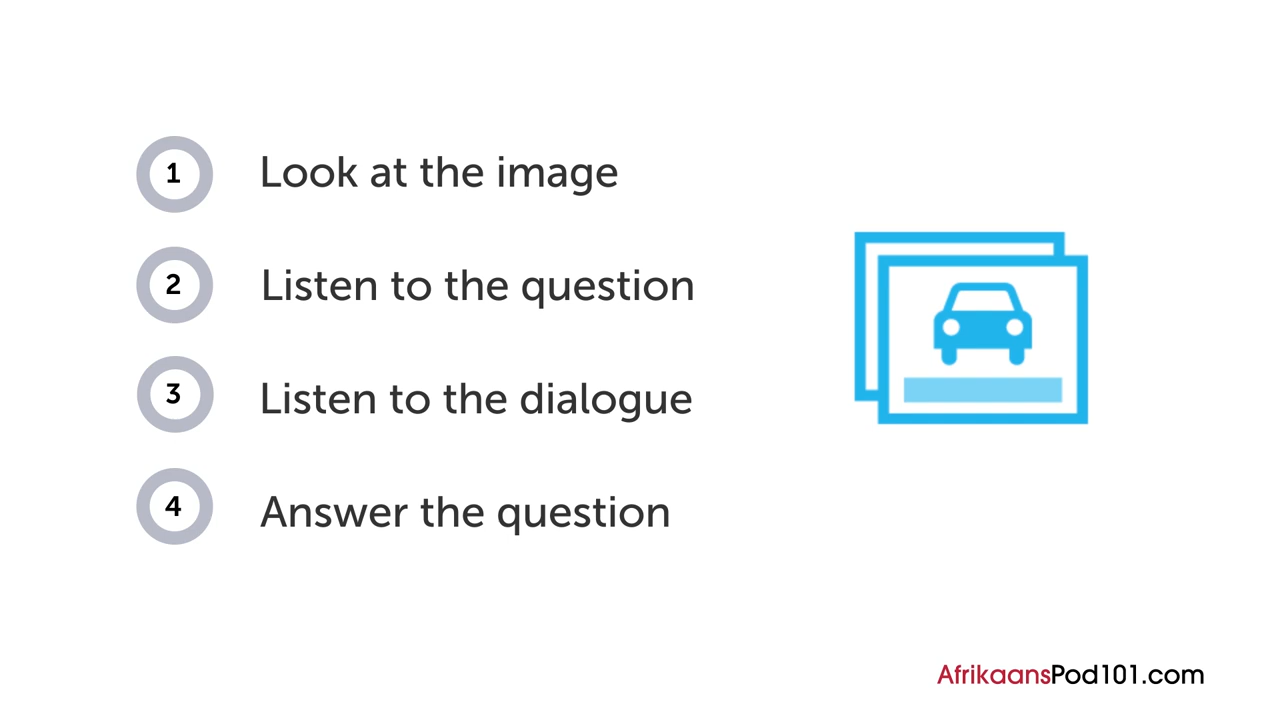 1 Look at the image
2 Listen to the question
3 Listen to the dialogue
4 Answer the question
AfrikaansPod101.com